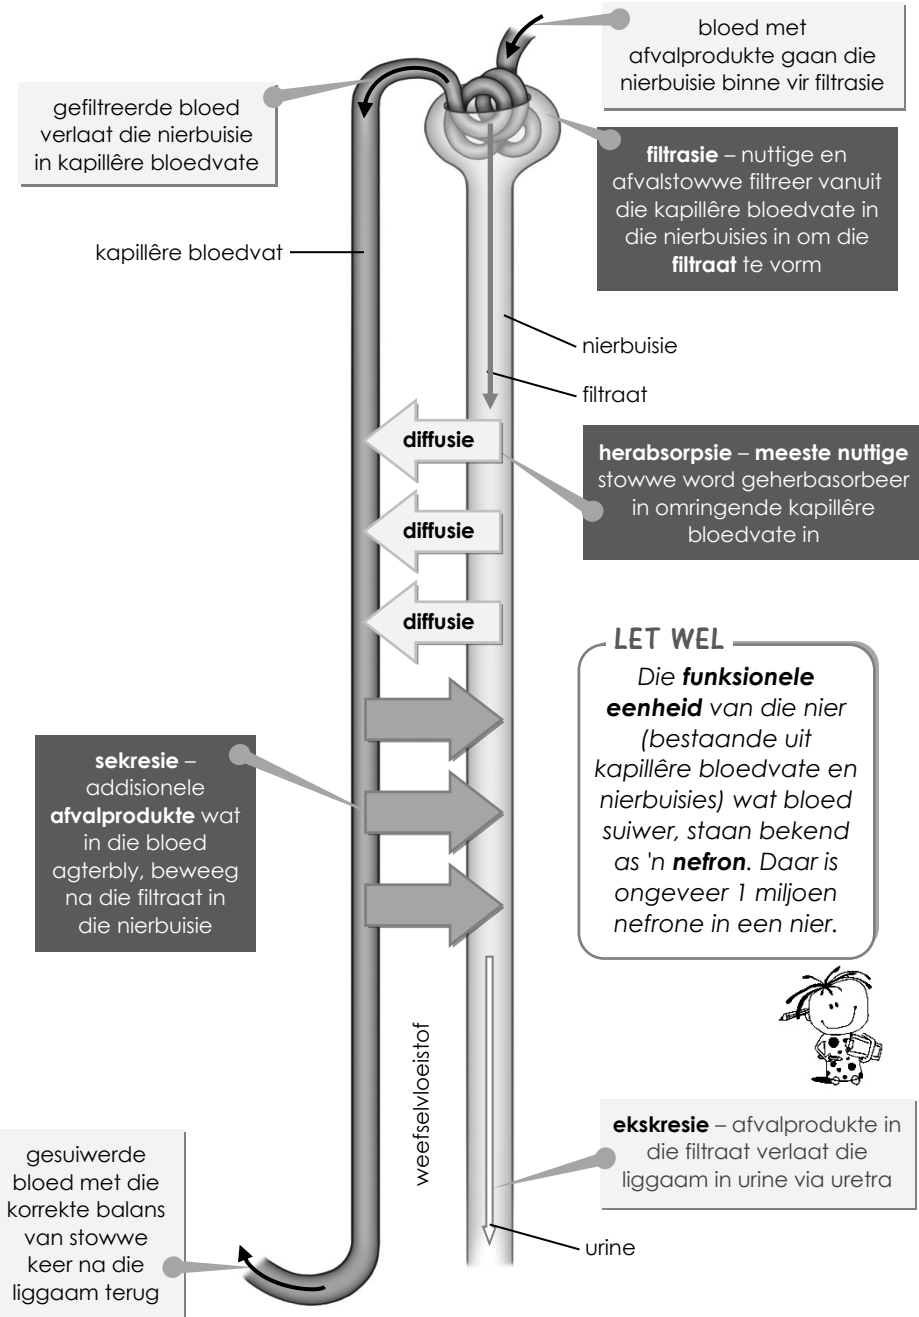 bloed met
afvalprodukte gaan die
nierbuisie binne vir filtrasie
gefiltreerde bloed
verlaat die nierbuisie
in kapillêre bloedvate
filtrasie – nuttige en
afvalstowwe filtreer vanuit
die kapillêre bloedvate in
die nierbuisies in om die
filtraat te vorm
kapillêre bloedvat
nierbuisie
filtraat
diffusie
herabsorpsie – meeste nuttige
stowwe word geherbasorbeer
in omringende kapillêre
bloedvate in
diffusie
diffusie
LET WEL
Die funksionele
eenheid van die nier
(bestaande uit
kapillêre bloedvate en
nierbuisies) wat bloed
suiwer, staan bekend
as 'n nefron. Daar is
ongeveer 1 miljoen
nefrone in een nier.
sekresie –
addisionele
afvalprodukte wat
in die bloed
agterbly, beweeg
na die filtraat in
die nierbuisie
weefselvloeistof
ekskresie – afvalprodukte in
die filtraat verlaat die
liggaam in urine via uretra
gesuiwerde
bloed met die
korrekte balans
van stowwe
keer na die
liggaam terug
urine